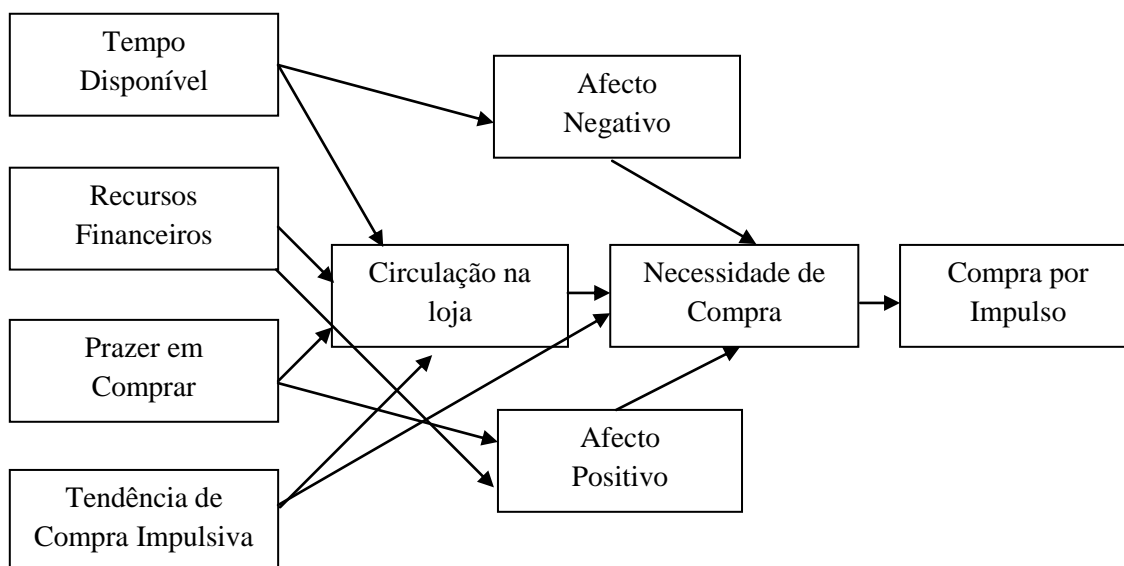 Tempo
Disponível
Afecto
Negativo
Recursos
Financeiros
Circulação na
loja
Necessidade de
Compra
Compra por
Impulso
Prazer em
Comprar
Afecto
Positivo
Tendência de
Compra Impulsiva